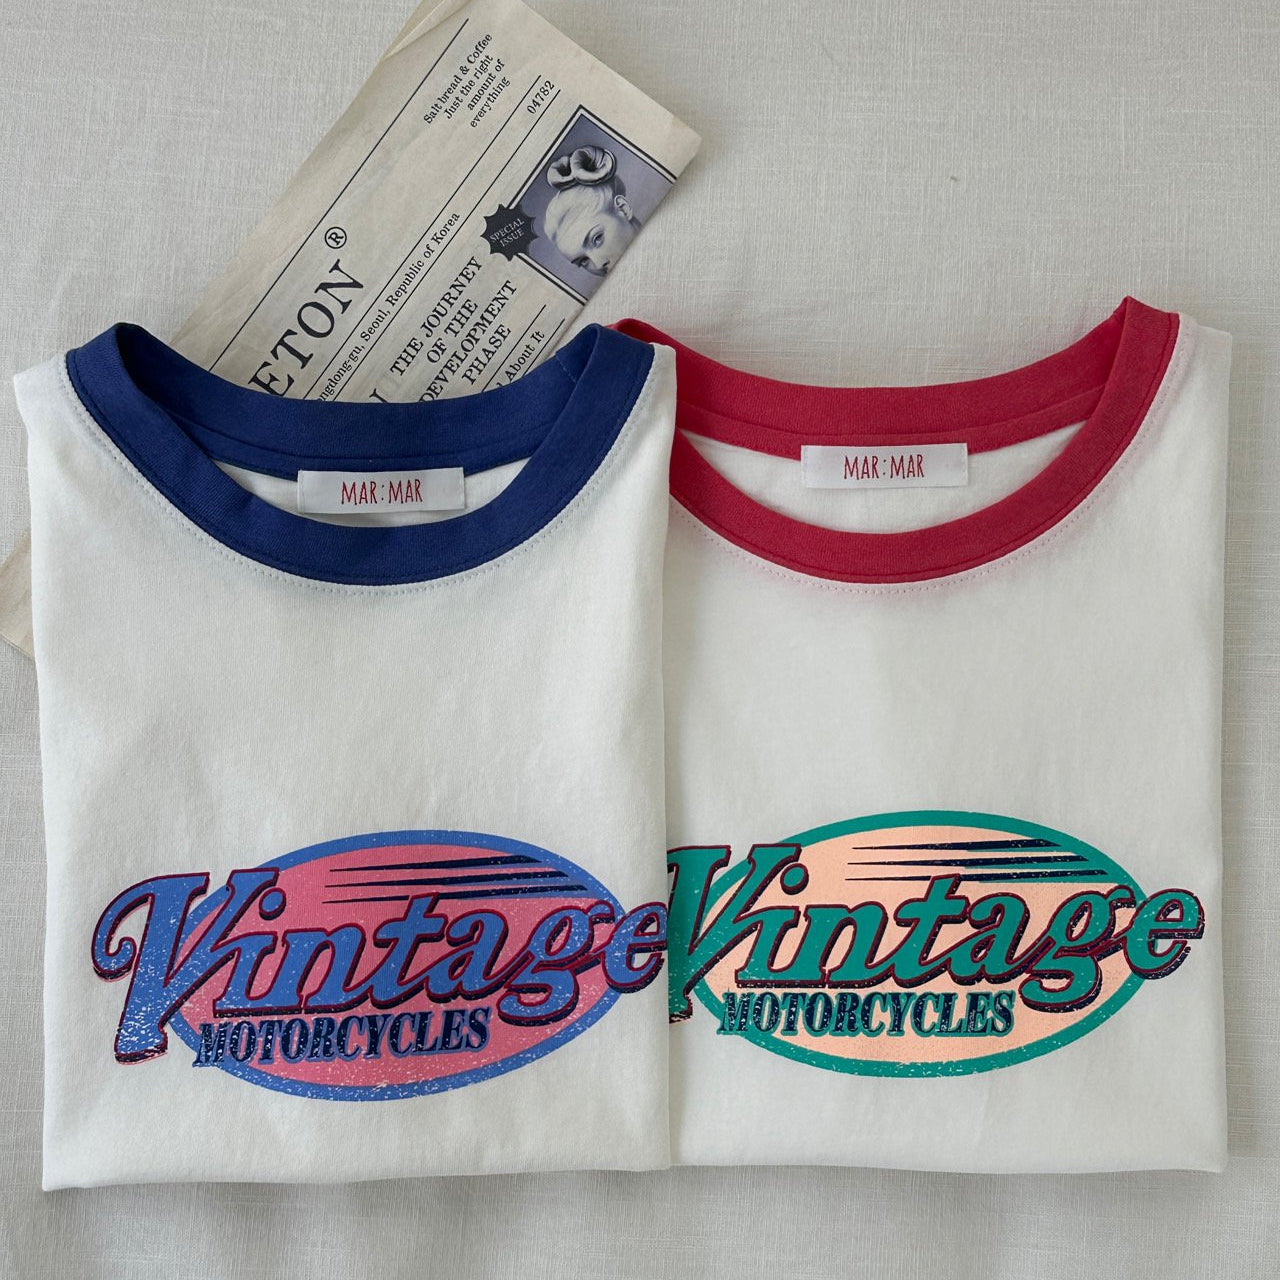 Salt bread & Coffee
Just the right
amount of
everything
04782
ETON®
ngdong-gu, Seoul, Republic of Korea
SPECIAL
ISSUE
THE JOURNEY
OF THE
DEVELOPMENT
PHASE
About It
MAR:MAR
Vintage
MOTORCYCLES
MAR:MAR
Vintage
MOTORCYCLES